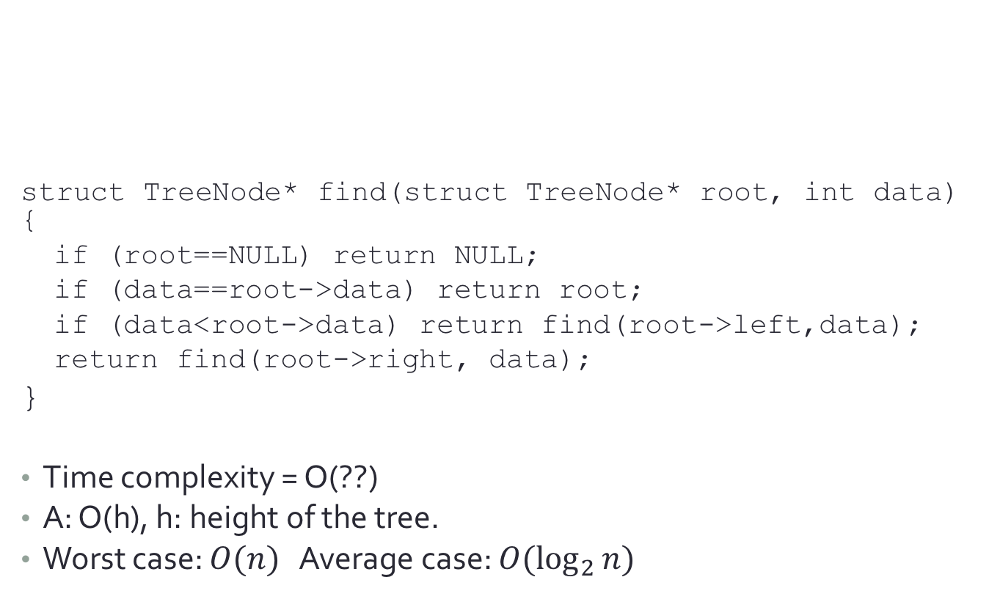 struct TreeNode* find(struct TreeNode* root, int data)
{
if (root==NULL) return NULL;
if (data==root->data) return root;
if (data<root->data) return find(root->left,data);
return find(root->right, data);
}
• Time complexity = O(??)
• A: O(h), h: height of the tree.
• Worst case: 𝑂(𝑛) Average case: 𝑂(log₂ 𝑛)